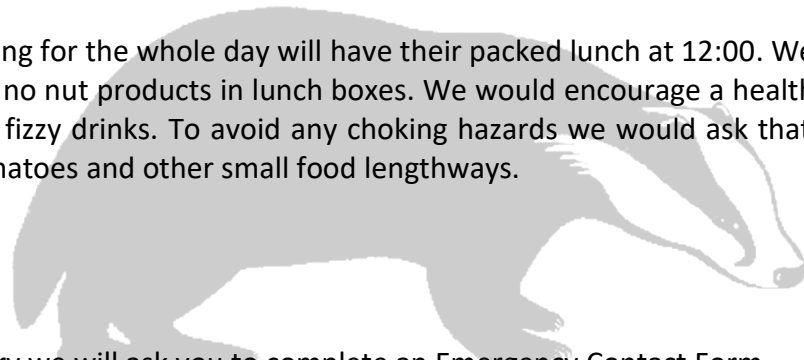 ng for the whole day will have their packed lunch at 12:00. We
no nut products in lunch boxes. We would encourage a health
fizzy drinks. To avoid any choking hazards we would ask that
matoes and other small food lengthways.
ry we will ask you to complete an Emergency Contact Form